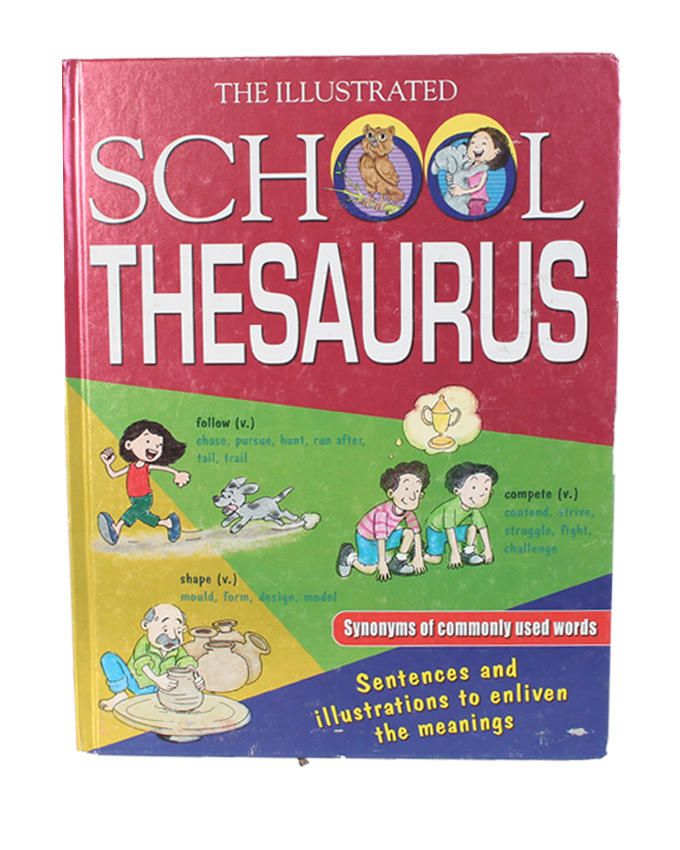 THE ILLUSTRATED
SCHOOL
THESAURUS
follow (v.)
chase, pursue, hunt, run after,
tail, trail
compete (v.)
contend, strive,
struggle, fight,
challenge
shape (v.)
mould, form, design, model
Synonyms of commonly used words
Sentences and
illustrations to enliven
the meanings